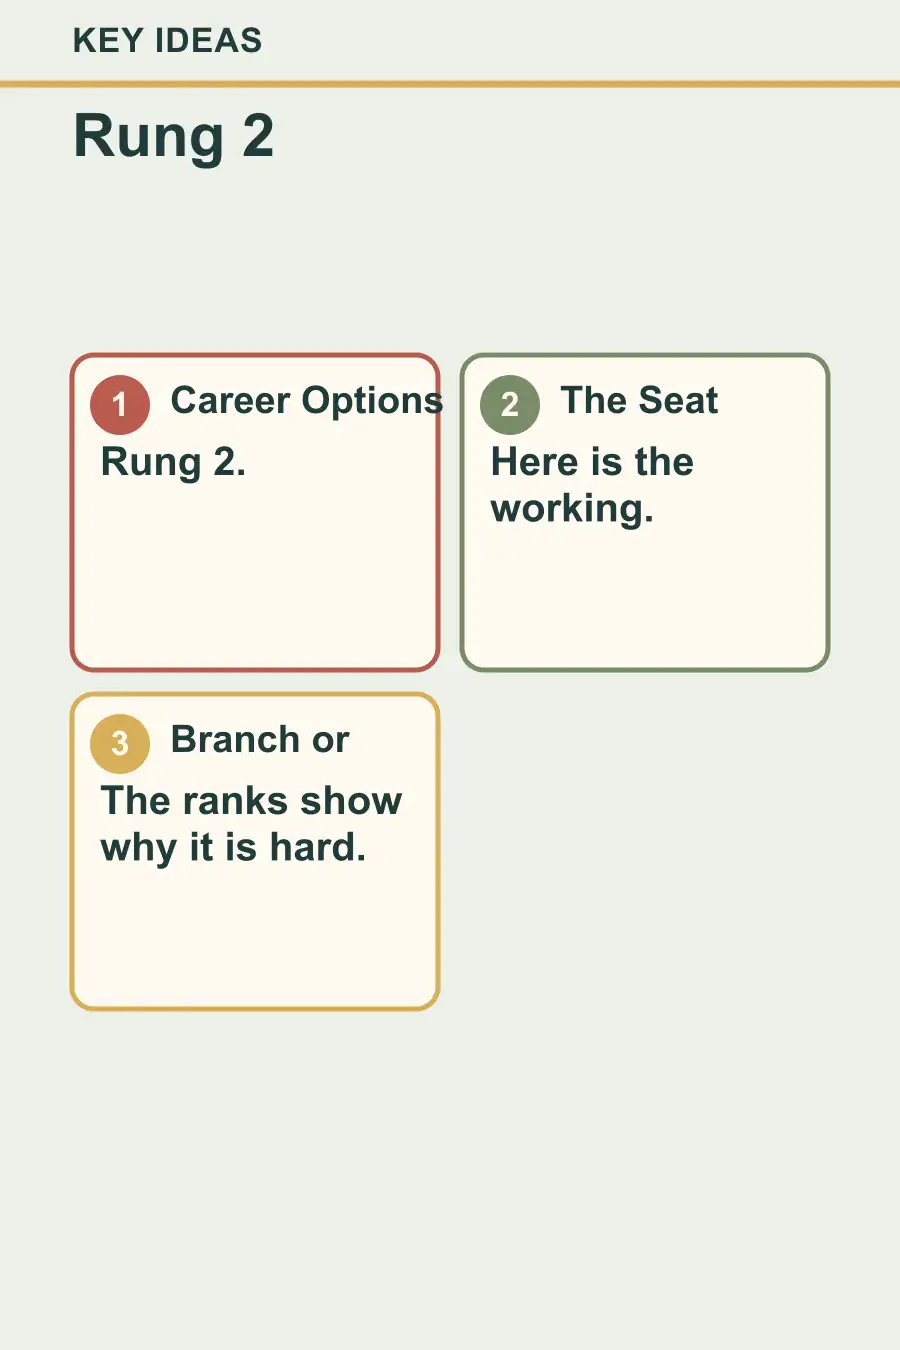 KEY IDEAS
Rung 2
1 Career Options
Rung 2.
2 The Seat
Here is the
working.
3 Branch or
The ranks show
why it is hard.